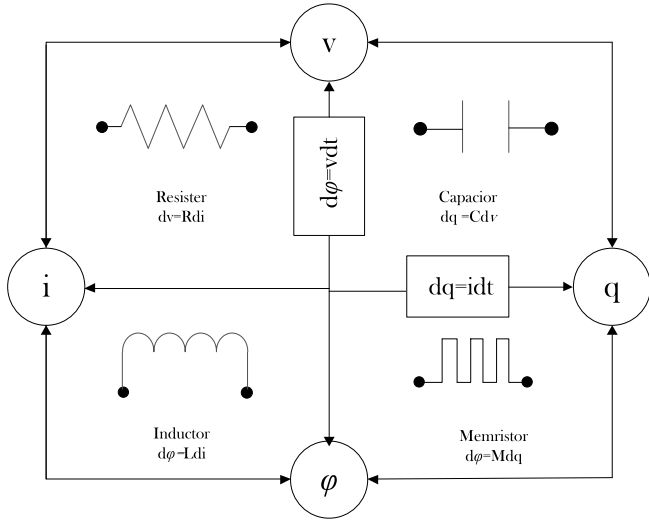 v
Resister
dv=Rdi
dφ=vdt
Capacior
dq =Cdv
i
dq=idt
q
Inductor
dφ=Ldi
Memristor
dφ=Mdq
φ